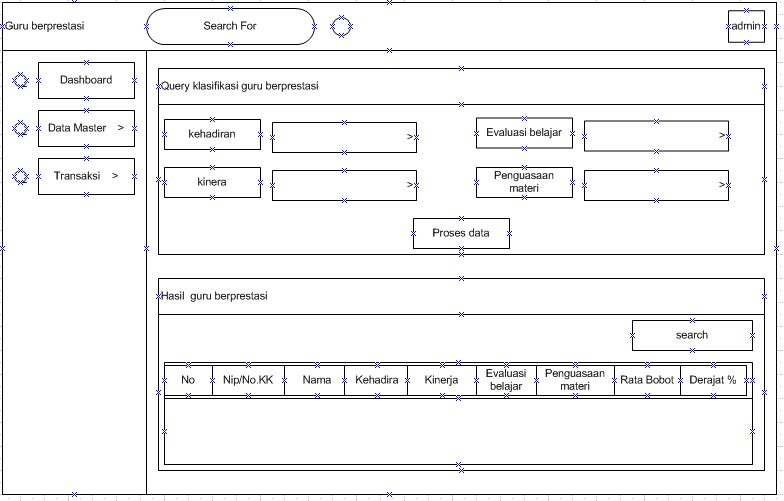 Guru berprestasi
Search For
admin
Dashboard
Data Master >
Transaksi >
Query klasifikasi guru berprestasi
kehadiran
>
Evaluasi belajar
>
kinera
>
Penguasaan
materi
>
Proses data
Hasil guru berprestasi
search
No
Nip/No.KK
Nama
Kehadira
Kinerja
Evaluasi
belajar
Penguasaan
materi
Rata Bobot
Derajat %